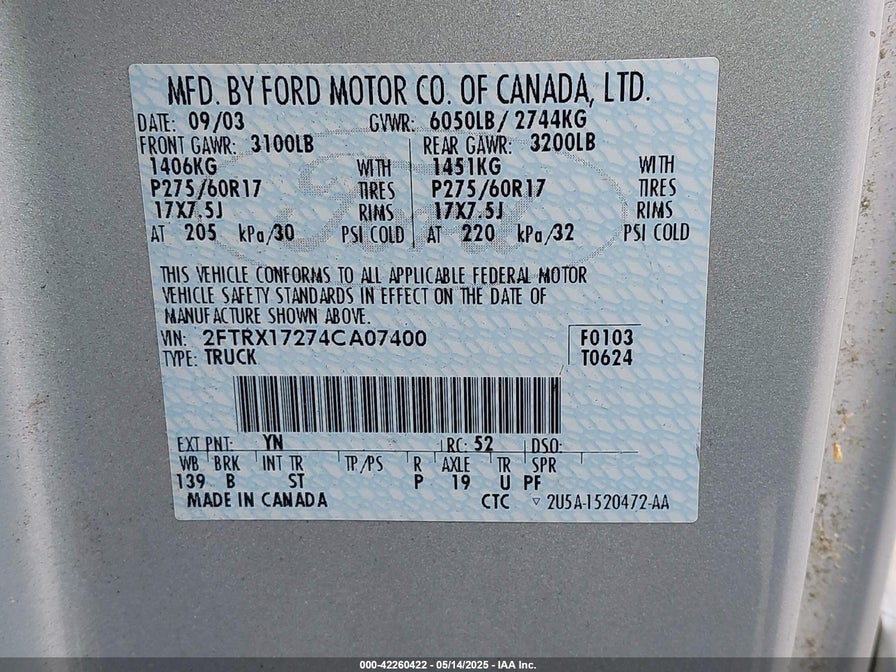 MFD. BY FORD MOTOR CO. OF CANADA, LTD.
DATE: 09/03 GVWR: 6050LB/ 2744KG
FRONT GAWR: 3100LB REAR GAWR: 3200LB
1406KG WITH 1451KG WITH
P275/60R17 TIRES P275/60R17 TIRES
17X7.5J RIMS 17X7.5J RIMS
AT 205 kPa/30 PSI COLD AT 220 kPa/32 PSI COLD
THIS VEHICLE CONFORMS TO ALL APPLICABLE FEDERAL MOTOR
VEHICLE SAFETY STANDARDS IN EFFECT ON THE DATE OF
MANUFACTURE SHOWN ABOVE.
VIN: 2FTRX17274CA07400 F0103
TYPE: TRUCK T0624
EXT PNT: YN RC: 52 DSO:
WB BRK INT TR TP/PS R AXLE TR SPR
139 B ST P 19 U PF
MADE IN CANADA CTC ▽ 2U5A-1520472-AA
000-42260422 - 05/14/2025 - IAA Inc.